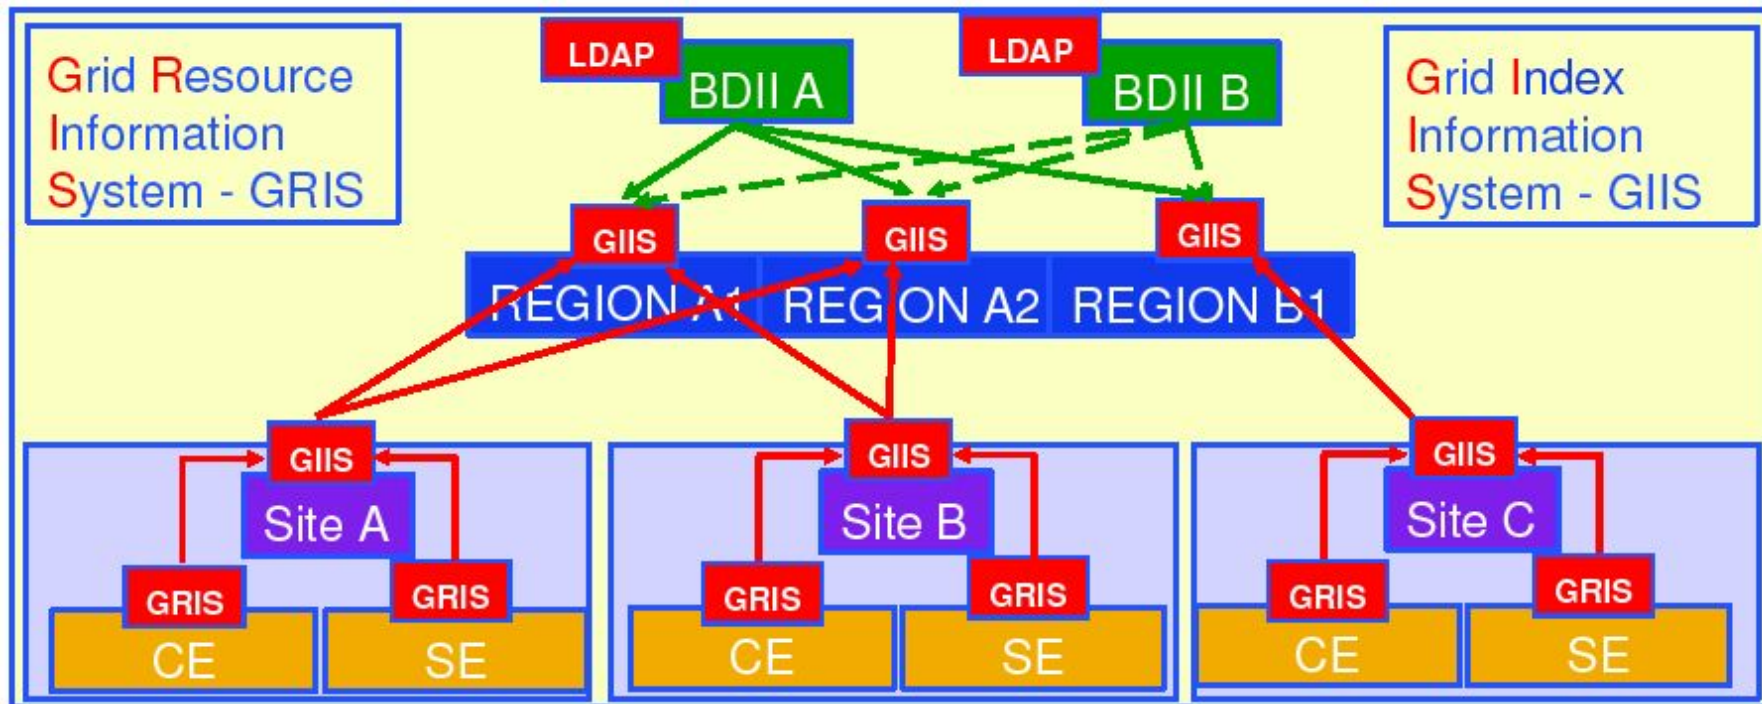 Grid Resource
Information
System - GRIS
LDAP
BDII A
LDAP
BDII B
Grid Index
Information
System - GIIS
GIIS
GIIS
GIIS
REGION A1
REGION A2
REGION B1
GIIS
Site A
GRIS
GRIS
CE
SE
GIIS
Site B
GRIS
GRIS
CE
SE
GIIS
Site C
GRIS
GRIS
CE
SE